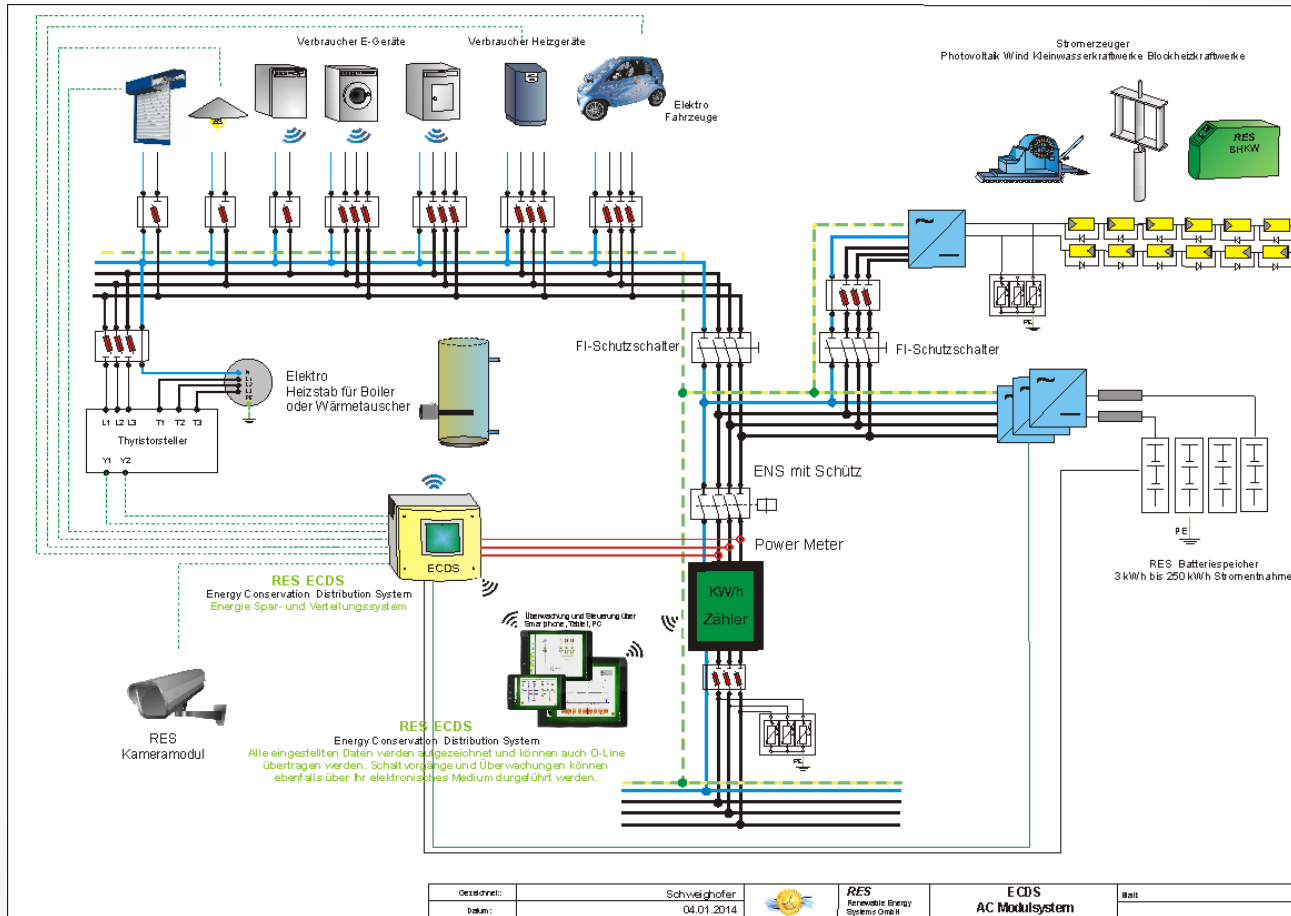 Verbraucher E-Geräte
Verbraucher Heizgeräte
Stromerzeuger
Photovoltaik Wind Kleinwasserkraftwerke Blockheizkraftwerke
Elektro
Fahrzeuge
RES
BHKW
PE
FI-Schutzschalter
FI-Schutzschalter
N
L1
L2
L3
PE
Elektro
Heizstab für Boiler
oder Wärmetauscher
L1 L2 L3 T1 T2 T3
Thyristorsteller
Y1 Y2
ENS mit Schütz
PE
Power Meter
ECDS
RES Batteriespeicher
3 kWh bis 250 kWh Stromentnahme
RES ECDS
Energy Conservation Distribution System
Energie Spar- und Verteilungssystem
KW/h
Zähler
Überwachung und Steuerung über
Smartphone, Tablet, PC
RES
Kameramodul
RES ECDS
Energy Conservation Distribution System
Alle eingestellten Daten werden aufgezeichnet und können auch O-Line
übertragen werden. Schaltvorgänge und Überwachungen können
ebenfalls über Ihr elektronisches Medium durgeführt werden.
PE
Gezeichnet:: Schweighofer
Datum : 04.01.2014
RES
Renewable Energy
Systems GmbH
ECDS
AC Modulsystem
Blatt